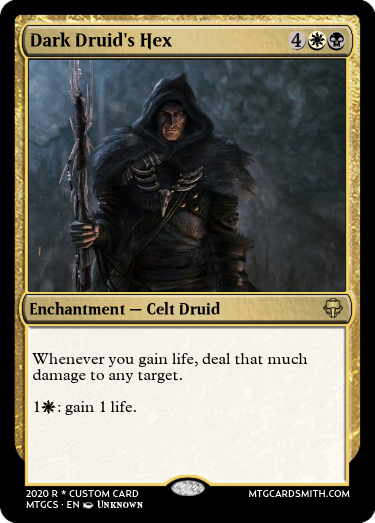 Dark Druid's Hex 4
Enchantment — Celt Druid
Whenever you gain life, deal that much
damage to any target.
1: gain 1 life.
2020 R * CUSTOM CARD
MTGCS · EN UNKNOWN
MTGCARDSMITH.COM